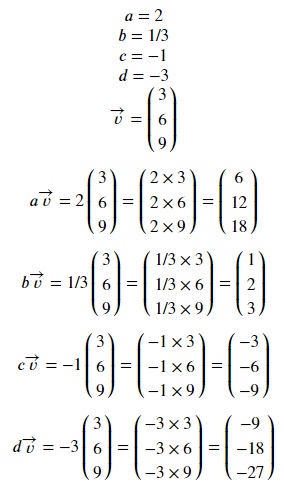 a = 2
b = 1/3
c = −1
d = −3
v⃗ = (3 6 9)
a v⃗ = 2 (3 6 9) = (2 × 3 2 × 6 2 × 9) = (6 12 18)
b v⃗ = 1/3 (3 6 9) = (1/3 × 3 1/3 × 6 1/3 × 9) = (1 2 3)
c v⃗ = −1 (3 6 9) = (−1 × 3 −1 × 6 −1 × 9) = (−3 −6 −9)
d v⃗ = −3 (3 6 9) = (−3 × 3 −3 × 6 −3 × 9) = (−9 −18 −27)